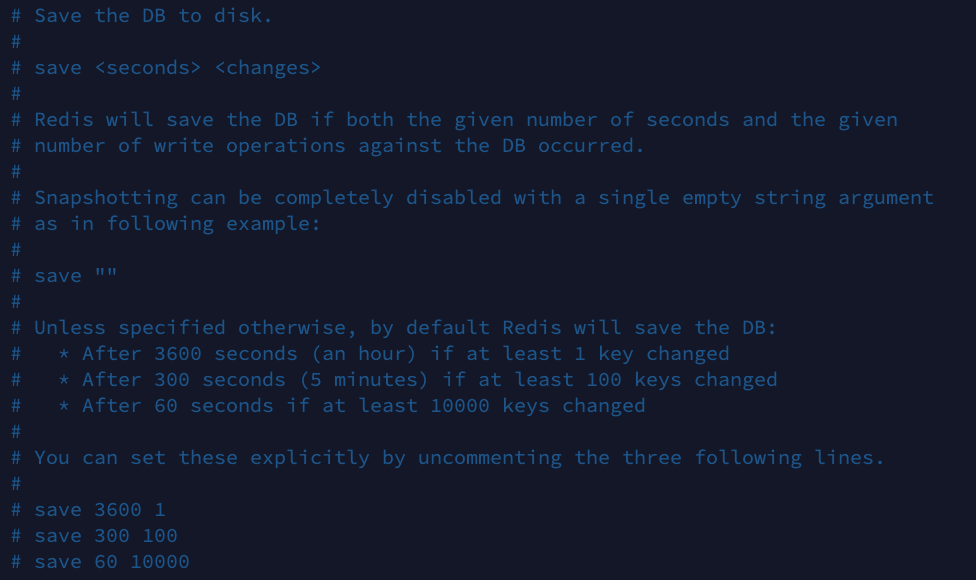 # Save the DB to disk.
#
# save <seconds> <changes>
#
# Redis will save the DB if both the given number of seconds and the given
# number of write operations against the DB occurred.
#
# Snapshotting can be completely disabled with a single empty string argument
# as in following example:
#
# save ""
#
# Unless specified otherwise, by default Redis will save the DB:
#   * After 3600 seconds (an hour) if at least 1 key changed
#   * After 300 seconds (5 minutes) if at least 100 keys changed
#   * After 60 seconds if at least 10000 keys changed
#
# You can set these explicitly by uncommenting the three following lines.
#
# save 3600 1
# save 300 100
# save 60 10000